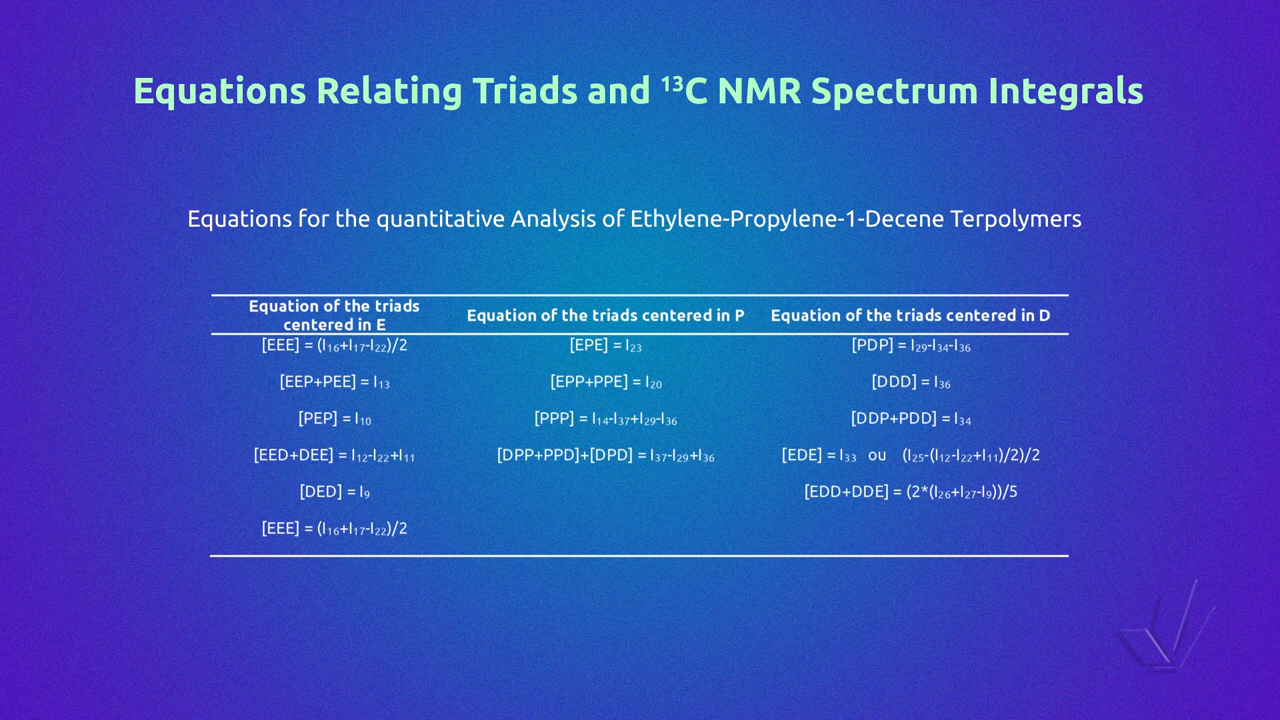 Equations Relating Triads and ¹³C NMR Spectrum Integrals
Equations for the quantitative Analysis of Ethylene-Propylene-1-Decene Terpolymers
Equation of the triads
centered in E
Equation of the triads centered in P
Equation of the triads centered in D
[EEE] = (I₁₆+I₁₇-I₂₂)/2
[EPE] = I₂₃
[PDP] = I₂₉-I₃₄-I₃₆
[EEP+PEE] = I₁₃
[EPP+PPE] = I₂₀
[DDD] = I₃₆
[PEP] = I₁₀
[PPP] = I₁₄-I₃₇+I₂₉-I₃₆
[DDP+PDD] = I₃₄
[EED+DEE] = I₁₂-I₂₂+I₁₁
[DPP+PPD]+[DPD] = I₃₇-I₂₉+I₃₆
[EDE] = I₃₃ ou (I₂₅-(I₁₂-I₂₂+I₁₁)/2)/2
[DED] = I₉
[EDD+DDE] = (2*(I₂₆+I₂₇-I₉))/5
[EEE] = (I₁₆+I₁₇-I₂₂)/2